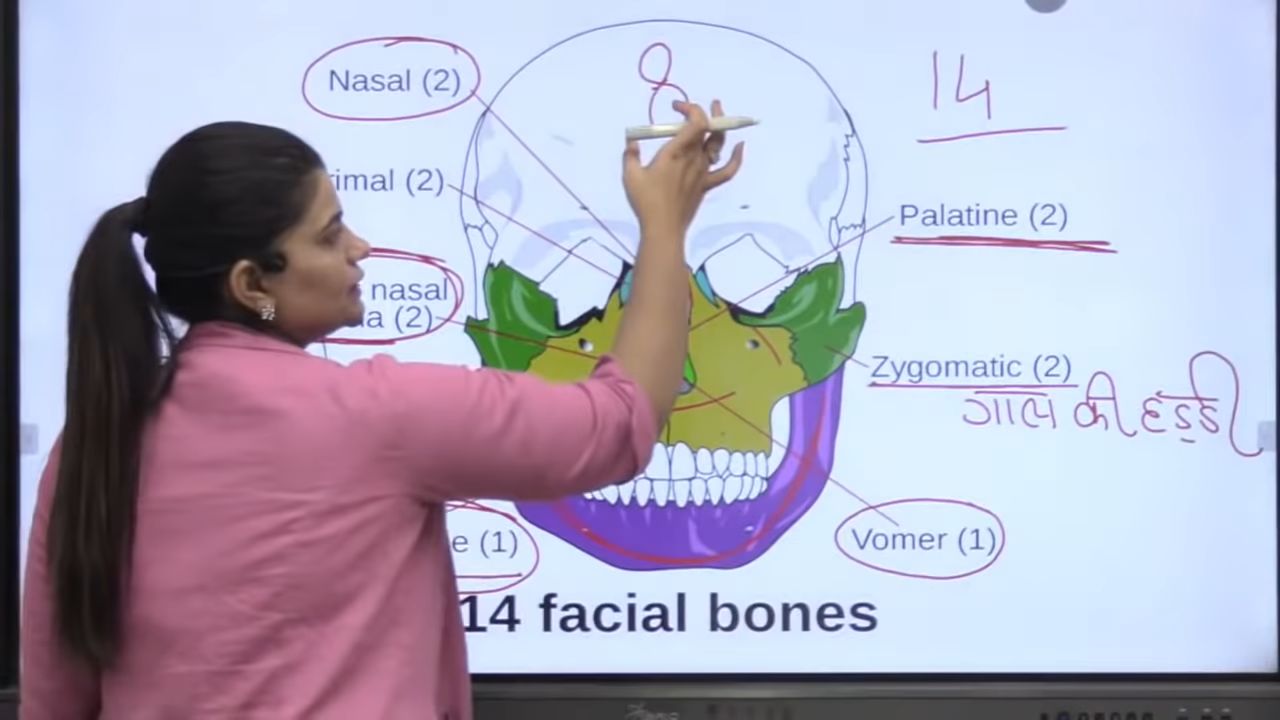 Nasal (2)
8
14
rimal (2)
Palatine (2)
nasal
a (2)
Zygomatic (2)
गाल की हड्डी
e (1)
Vomer (1)
14 facial bones